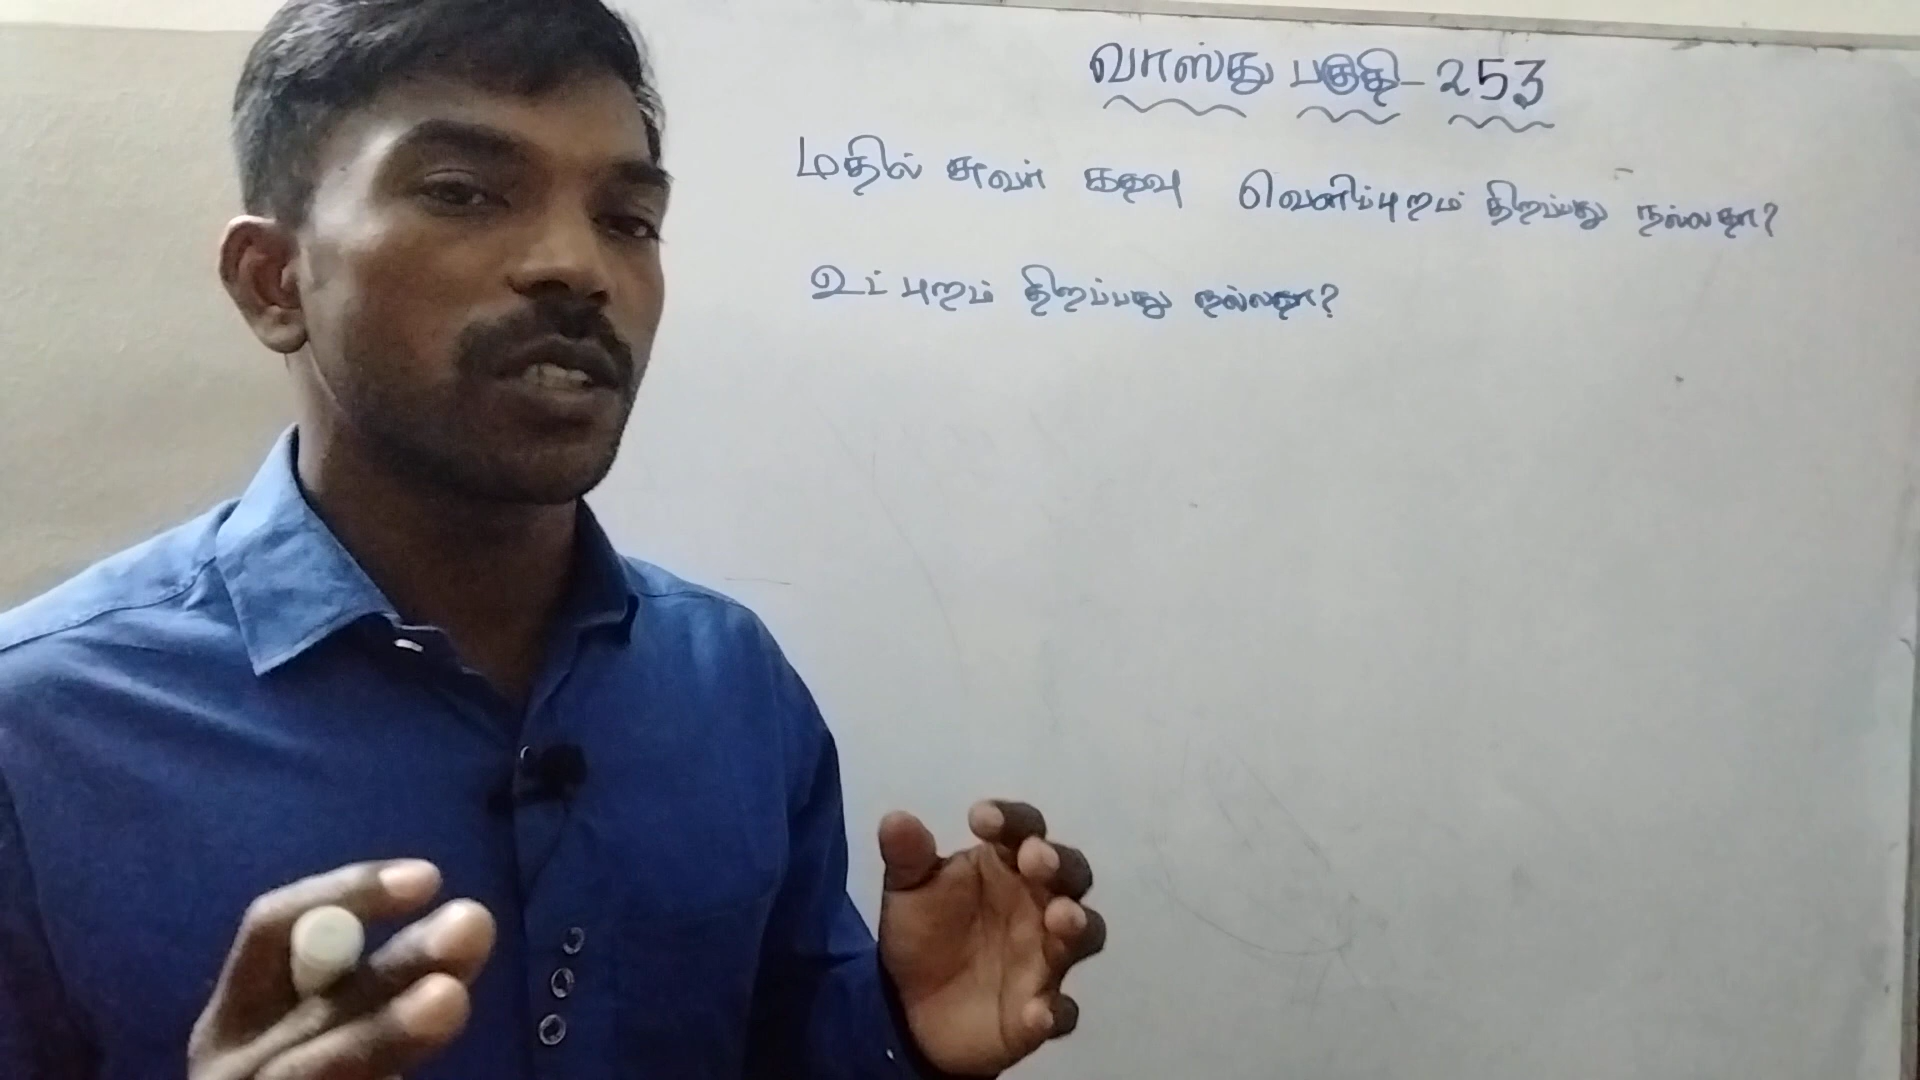 வாஸ்து பகுதி - 253
மதில் சுவர் கதவு வெளிப்புறம் திறப்பது நல்லதா?
உட்புறம் திறப்பது நல்லதா?